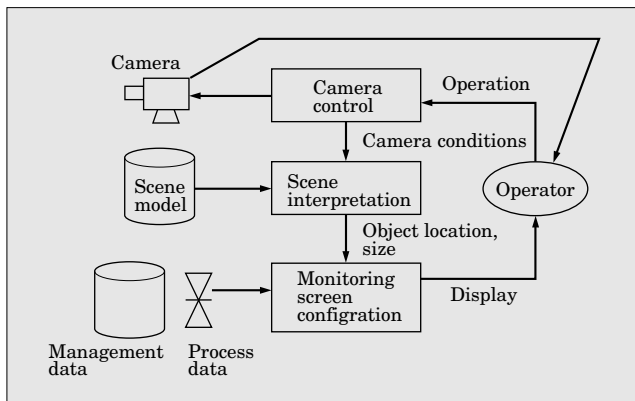 Camera
Camera
control
Operation
Camera conditions
Scene
model
Scene
interpretation
Operator
Object location,
size
Monitoring
screen
configration
Display
Management
data
Process
data